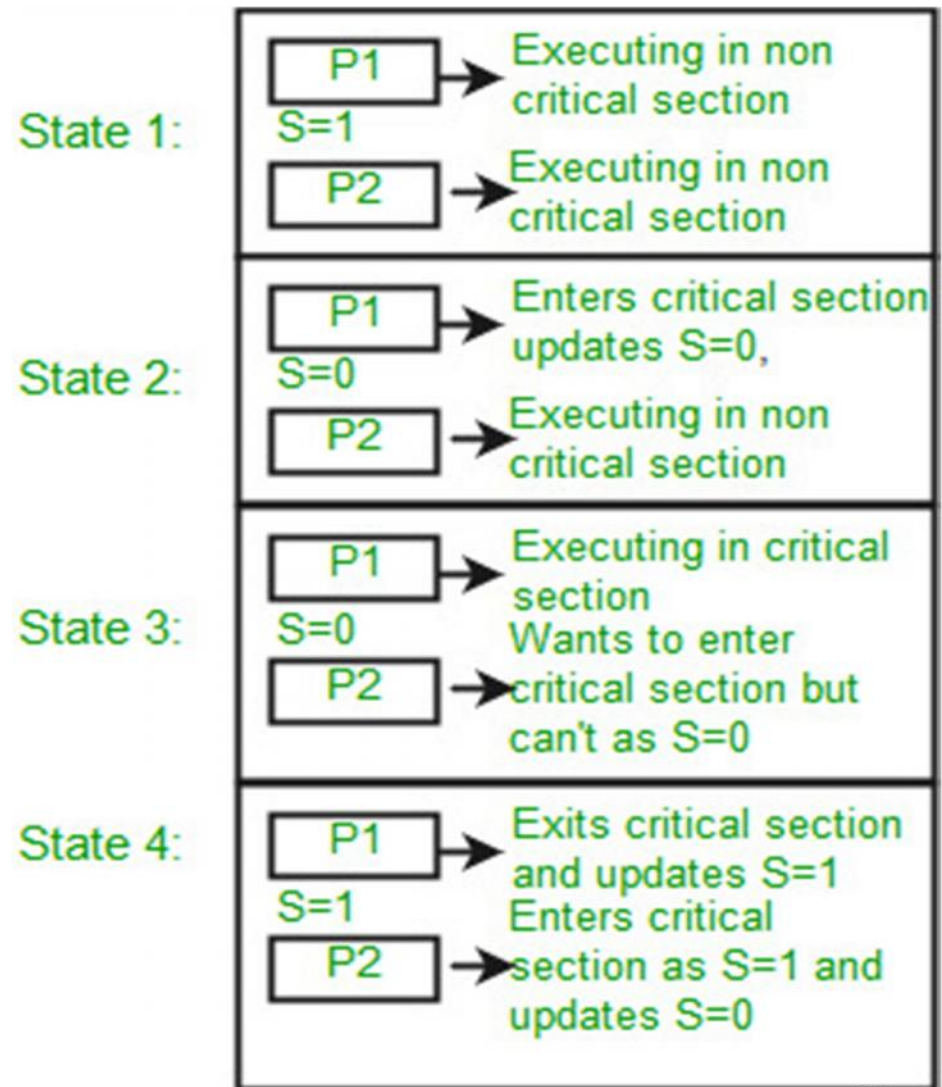 State 1:
P1
Executing in non
critical section
S=1
P2
Executing in non
critical section
State 2:
P1
Enters critical section
updates S=0,
S=0
P2
Executing in non
critical section
State 3:
P1
Executing in critical
section
S=0
P2
Wants to enter
critical section but
can't as S=0
State 4:
P1
Exits critical section
and updates S=1
S=1
P2
Enters critical
section as S=1 and
updates S=0